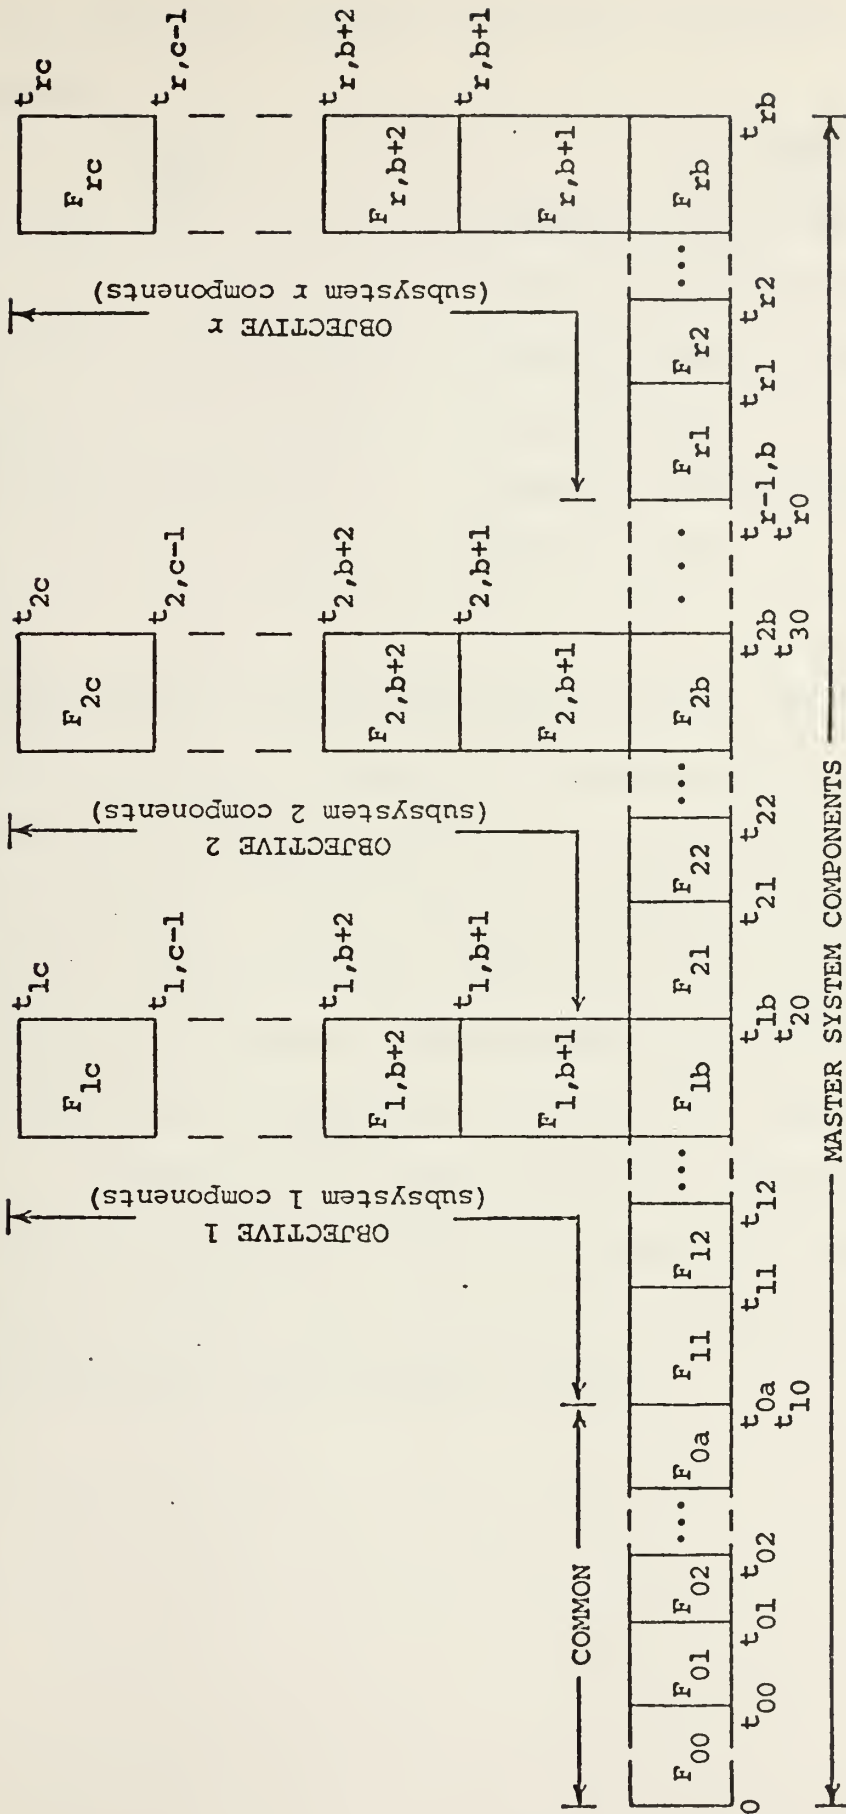 t1c t2c trc
F1c F2c Frc
t1,c-1 t2,c-1 tr,c-1
OBJECTIVE 1
(subsystem 1 components)
OBJECTIVE 2
(subsystem 2 components)
OBJECTIVE r
(subsystem r components)
t1,b+2 t2,b+2 tr,b+2
F1,b+2 F2,b+2 Fr,b+2
t1,b+1 t2,b+1 tr,b+1
F1,b+1 F2,b+1 Fr,b+1
COMMON
F00 F01 F02 ... F0a F11 F12 ... F1b F21 F22 ... F2b ... Fr1 Fr2 ... Frb
0 t00 t01 t02 t0a t11 t12 t1b t21 t22 t2b tr-1,b tr1 tr2 trb
t10 t20 t30 tr0
MASTER SYSTEM COMPONENTS